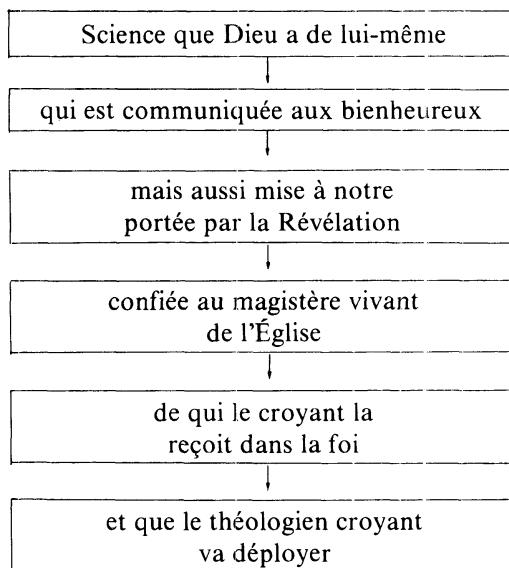 Science que Dieu a de lui-même
qui est communiquée aux bienheureux
mais aussi mise à notre
portée par la Révélation
confiée au magistère vivant
de l'Église
de qui le croyant la
reçoit dans la foi
et que le théologien croyant
va déployer